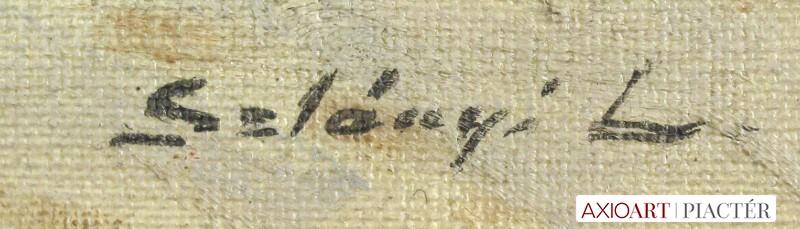 Szlányi L.
AXIOART | PIACTÉR